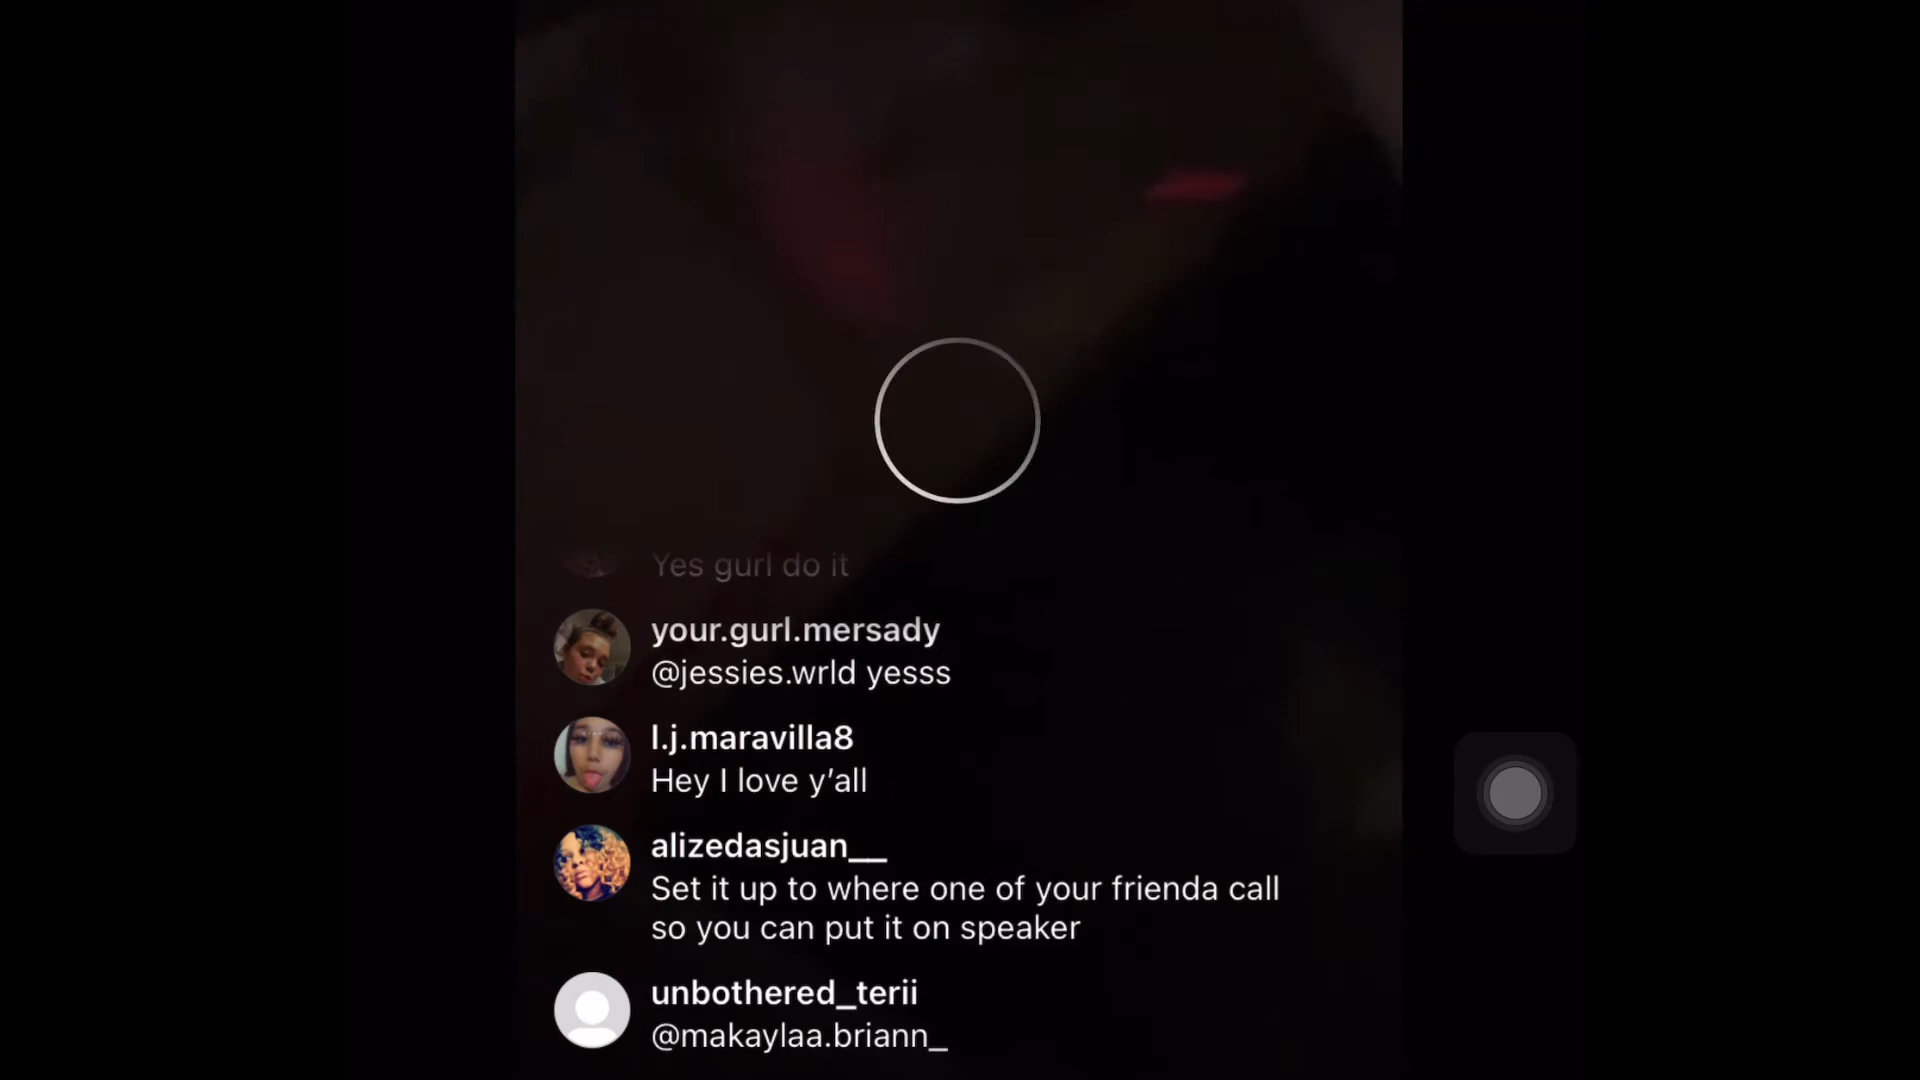 Yes gurl do it
your.gurl.mersady
@jessies.wrld yesss
l.j.maravilla8
Hey I love y’all
alizedasjuan__
Set it up to where one of your frienda call
so you can put it on speaker
unbothered_terii
@makaylaa.briann_